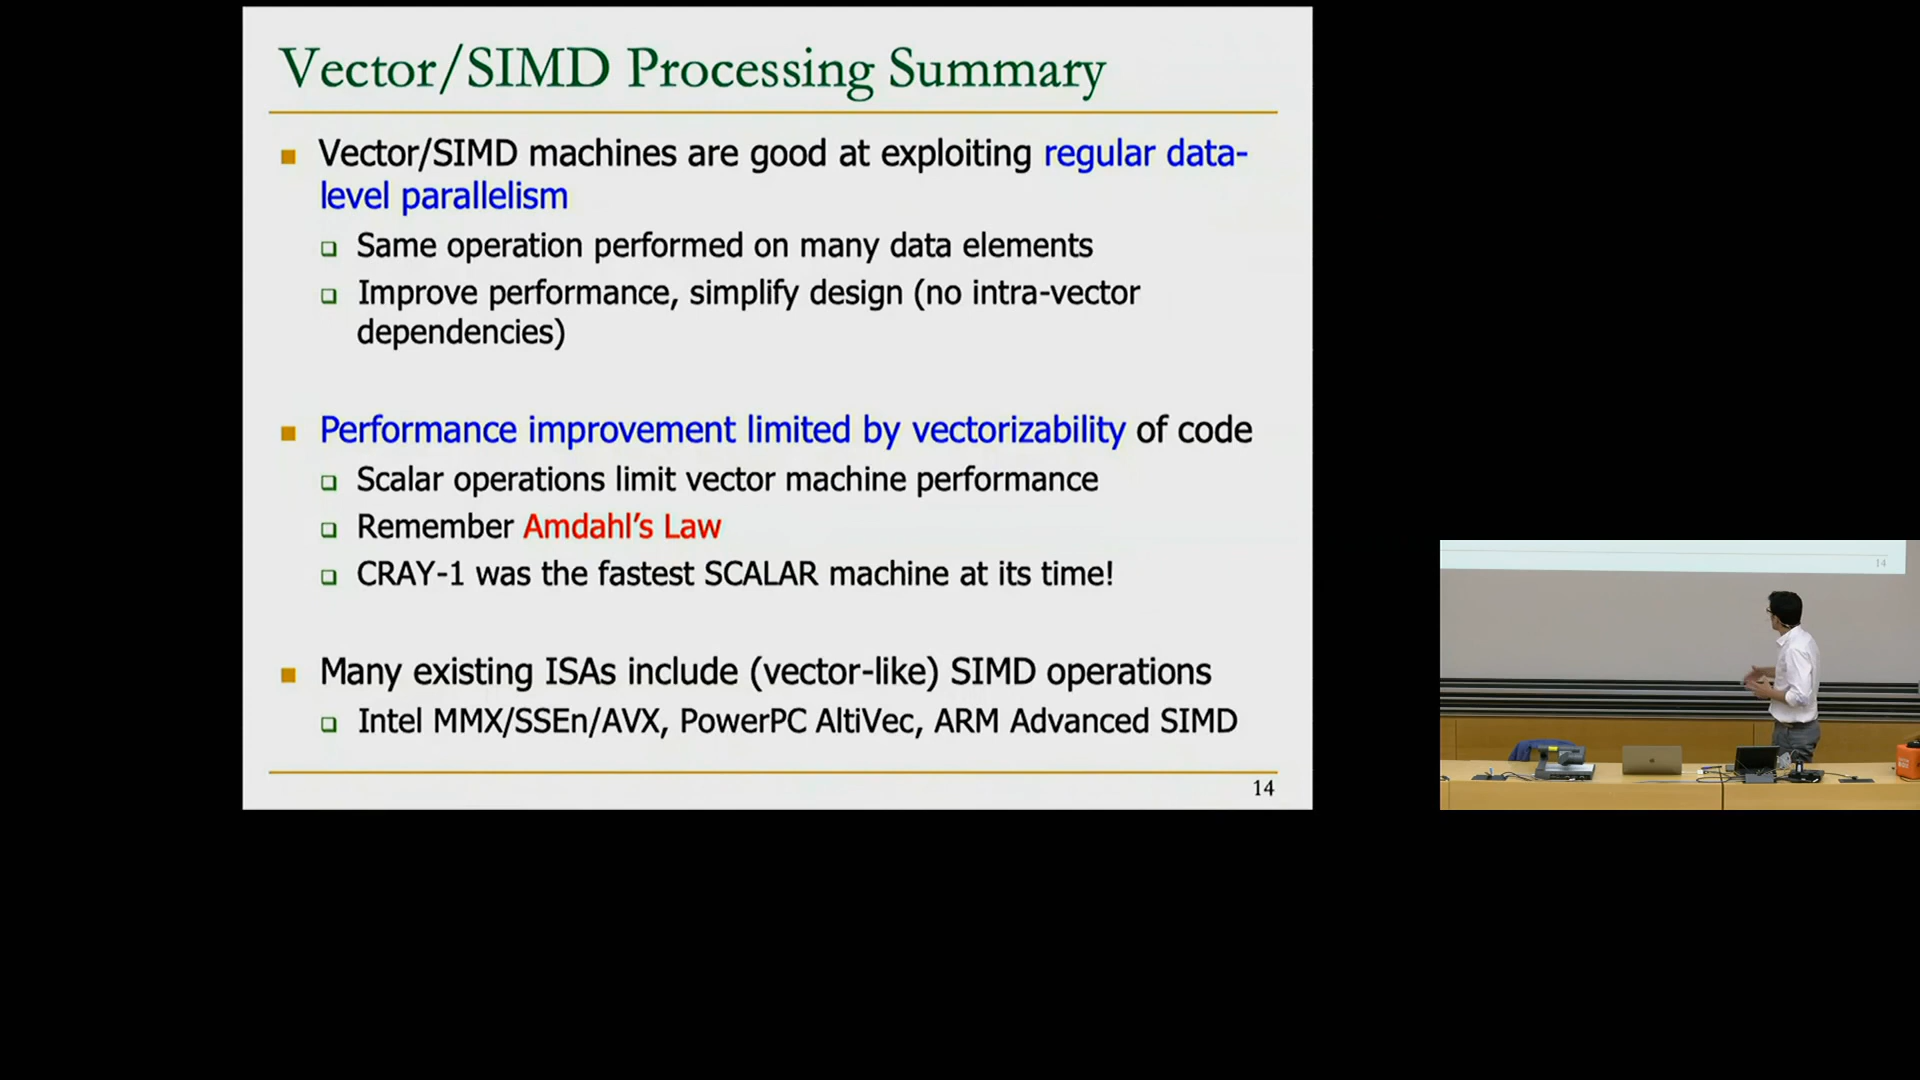 Vector/SIMD Processing Summary
Vector/SIMD machines are good at exploiting regular data-
level parallelism
Same operation performed on many data elements
Improve performance, simplify design (no intra-vector
dependencies)
Performance improvement limited by vectorizability of code
Scalar operations limit vector machine performance
Remember Amdahl's Law
CRAY-1 was the fastest SCALAR machine at its time!
Many existing ISAs include (vector-like) SIMD operations
Intel MMX/SSEn/AVX, PowerPC AltiVec, ARM Advanced SIMD
14
14